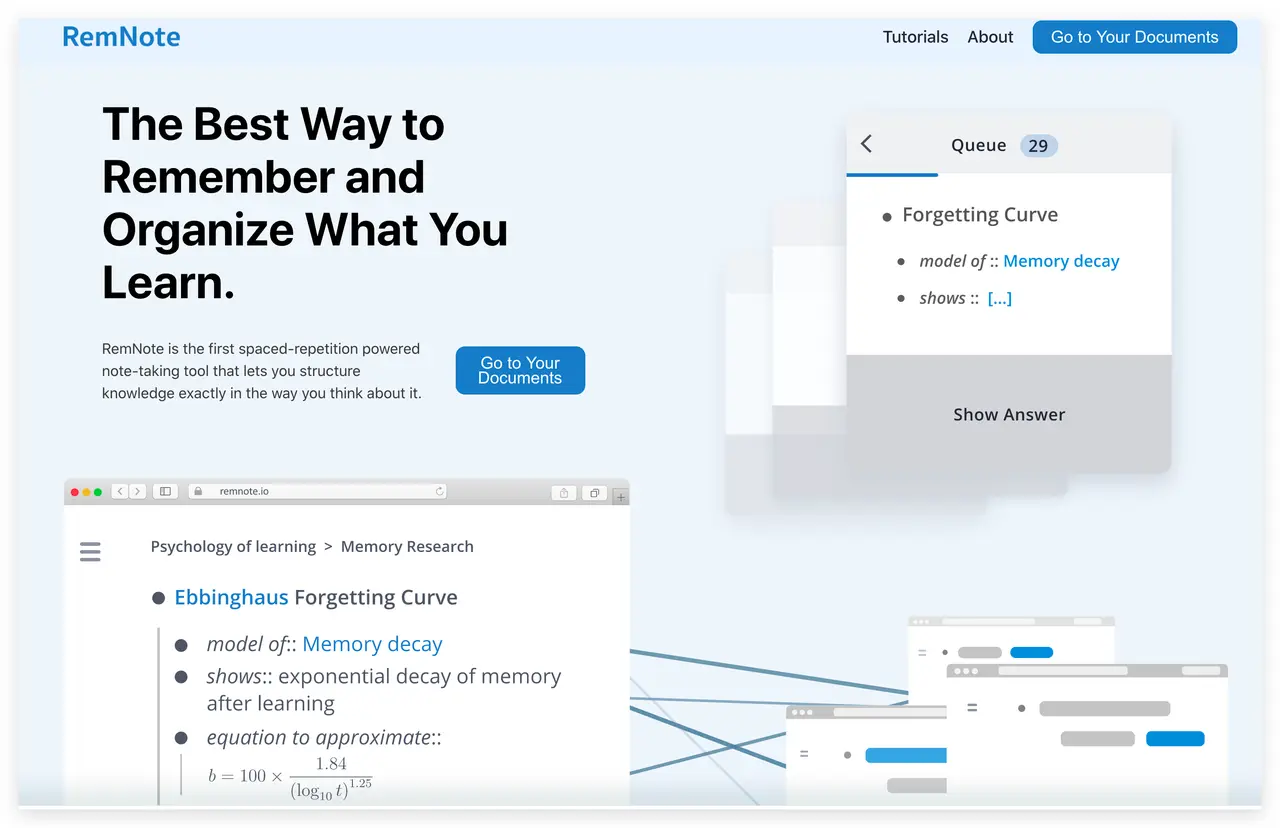 RemNote
Tutorials About Go to Your Documents
The Best Way to
Remember and
Organize What You
Learn.
RemNote is the first spaced-repetition powered
note-taking tool that lets you structure
knowledge exactly in the way you think about it.
Go to Your
Documents
Queue 29
Forgetting Curve
model of :: Memory decay
shows :: [...]
Show Answer
remnote.io
Psychology of learning > Memory Research
Ebbinghaus Forgetting Curve
model of:: Memory decay
shows:: exponential decay of memory
after learning
equation to approximate::
b = 100 × 1.84 / (log₁₀ t)^1.25